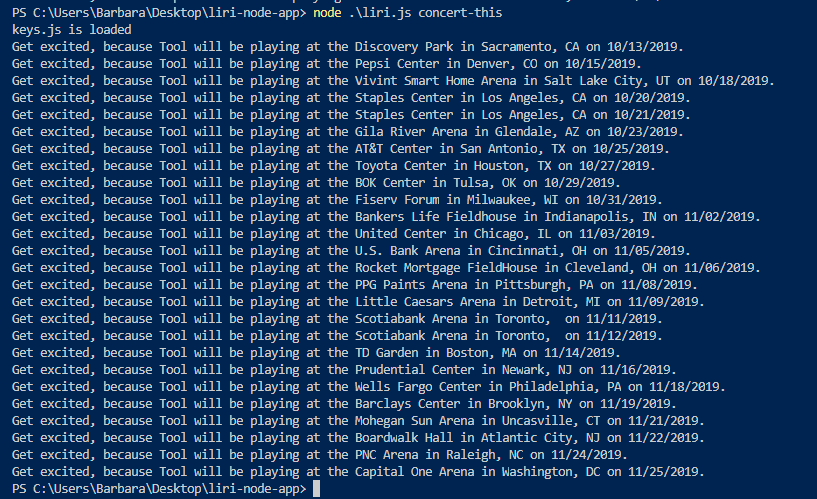 PS C:\Users\Barbara\Desktop\liri-node-app> node .\liri.js concert-this
keys.js is loaded
Get excited, because Tool will be playing at the Discovery Park in Sacramento, CA on 10/13/2019.
Get excited, because Tool will be playing at the Pepsi Center in Denver, CO on 10/15/2019.
Get excited, because Tool will be playing at the Vivint Smart Home Arena in Salt Lake City, UT on 10/18/2019.
Get excited, because Tool will be playing at the Staples Center in Los Angeles, CA on 10/20/2019.
Get excited, because Tool will be playing at the Staples Center in Los Angeles, CA on 10/21/2019.
Get excited, because Tool will be playing at the Gila River Arena in Glendale, AZ on 10/23/2019.
Get excited, because Tool will be playing at the AT&T Center in San Antonio, TX on 10/25/2019.
Get excited, because Tool will be playing at the Toyota Center in Houston, TX on 10/27/2019.
Get excited, because Tool will be playing at the BOK Center in Tulsa, OK on 10/29/2019.
Get excited, because Tool will be playing at the Fiserv Forum in Milwaukee, WI on 10/31/2019.
Get excited, because Tool will be playing at the Bankers Life Fieldhouse in Indianapolis, IN on 11/02/2019.
Get excited, because Tool will be playing at the United Center in Chicago, IL on 11/03/2019.
Get excited, because Tool will be playing at the U.S. Bank Arena in Cincinnati, OH on 11/05/2019.
Get excited, because Tool will be playing at the Rocket Mortgage FieldHouse in Cleveland, OH on 11/06/2019.
Get excited, because Tool will be playing at the PPG Paints Arena in Pittsburgh, PA on 11/08/2019.
Get excited, because Tool will be playing at the Little Caesars Arena in Detroit, MI on 11/09/2019.
Get excited, because Tool will be playing at the Scotiabank Arena in Toronto,  on 11/11/2019.
Get excited, because Tool will be playing at the Scotiabank Arena in Toronto,  on 11/12/2019.
Get excited, because Tool will be playing at the TD Garden in Boston, MA on 11/14/2019.
Get excited, because Tool will be playing at the Prudential Center in Newark, NJ on 11/16/2019.
Get excited, because Tool will be playing at the Wells Fargo Center in Philadelphia, PA on 11/18/2019.
Get excited, because Tool will be playing at the Barclays Center in Brooklyn, NY on 11/19/2019.
Get excited, because Tool will be playing at the Mohegan Sun Arena in Uncasville, CT on 11/21/2019.
Get excited, because Tool will be playing at the Boardwalk Hall in Atlantic City, NJ on 11/22/2019.
Get excited, because Tool will be playing at the PNC Arena in Raleigh, NC on 11/24/2019.
Get excited, because Tool will be playing at the Capital One Arena in Washington, DC on 11/25/2019.
PS C:\Users\Barbara\Desktop\liri-node-app>